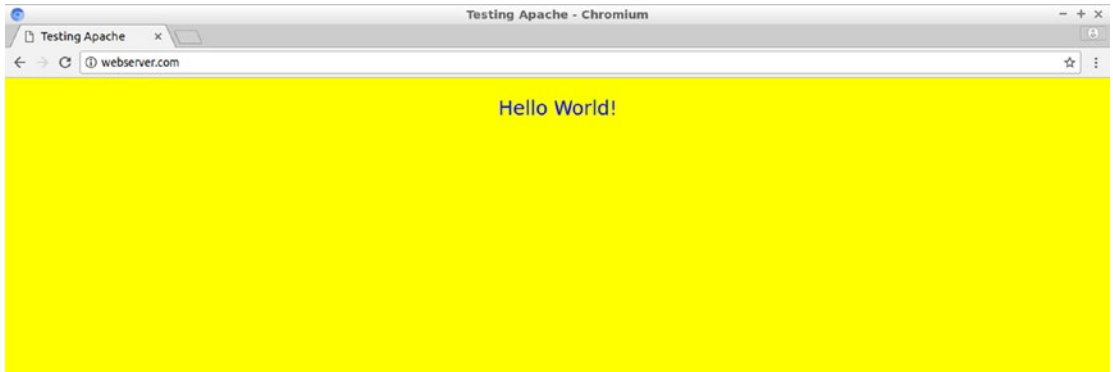 Testing Apache - Chromium
Testing Apache
webserver.com
Hello World!